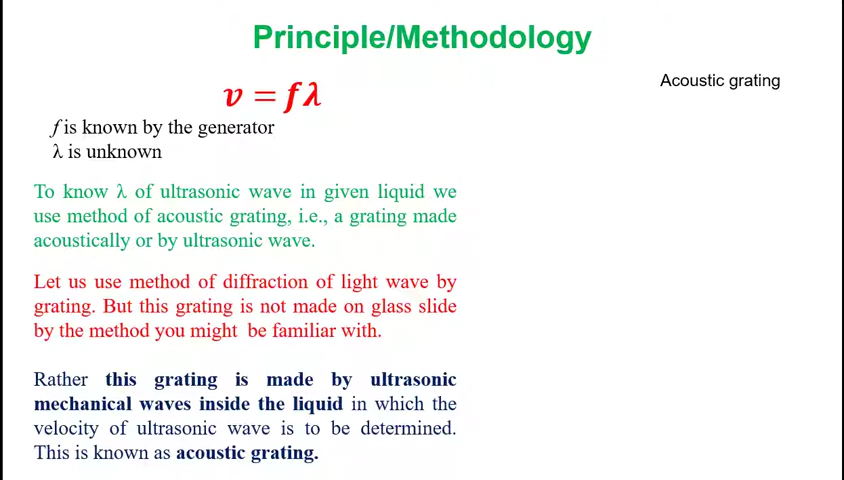 Principle/Methodology
Acoustic grating
v = fλ
f is known by the generator
λ is unknown
To know λ of ultrasonic wave in given liquid we
use method of acoustic grating, i.e., a grating made
acoustically or by ultrasonic wave.
Let us use method of diffraction of light wave by
grating. But this grating is not made on glass slide
by the method you might be familiar with.
Rather this grating is made by ultrasonic
mechanical waves inside the liquid in which the
velocity of ultrasonic wave is to be determined.
This is known as acoustic grating.